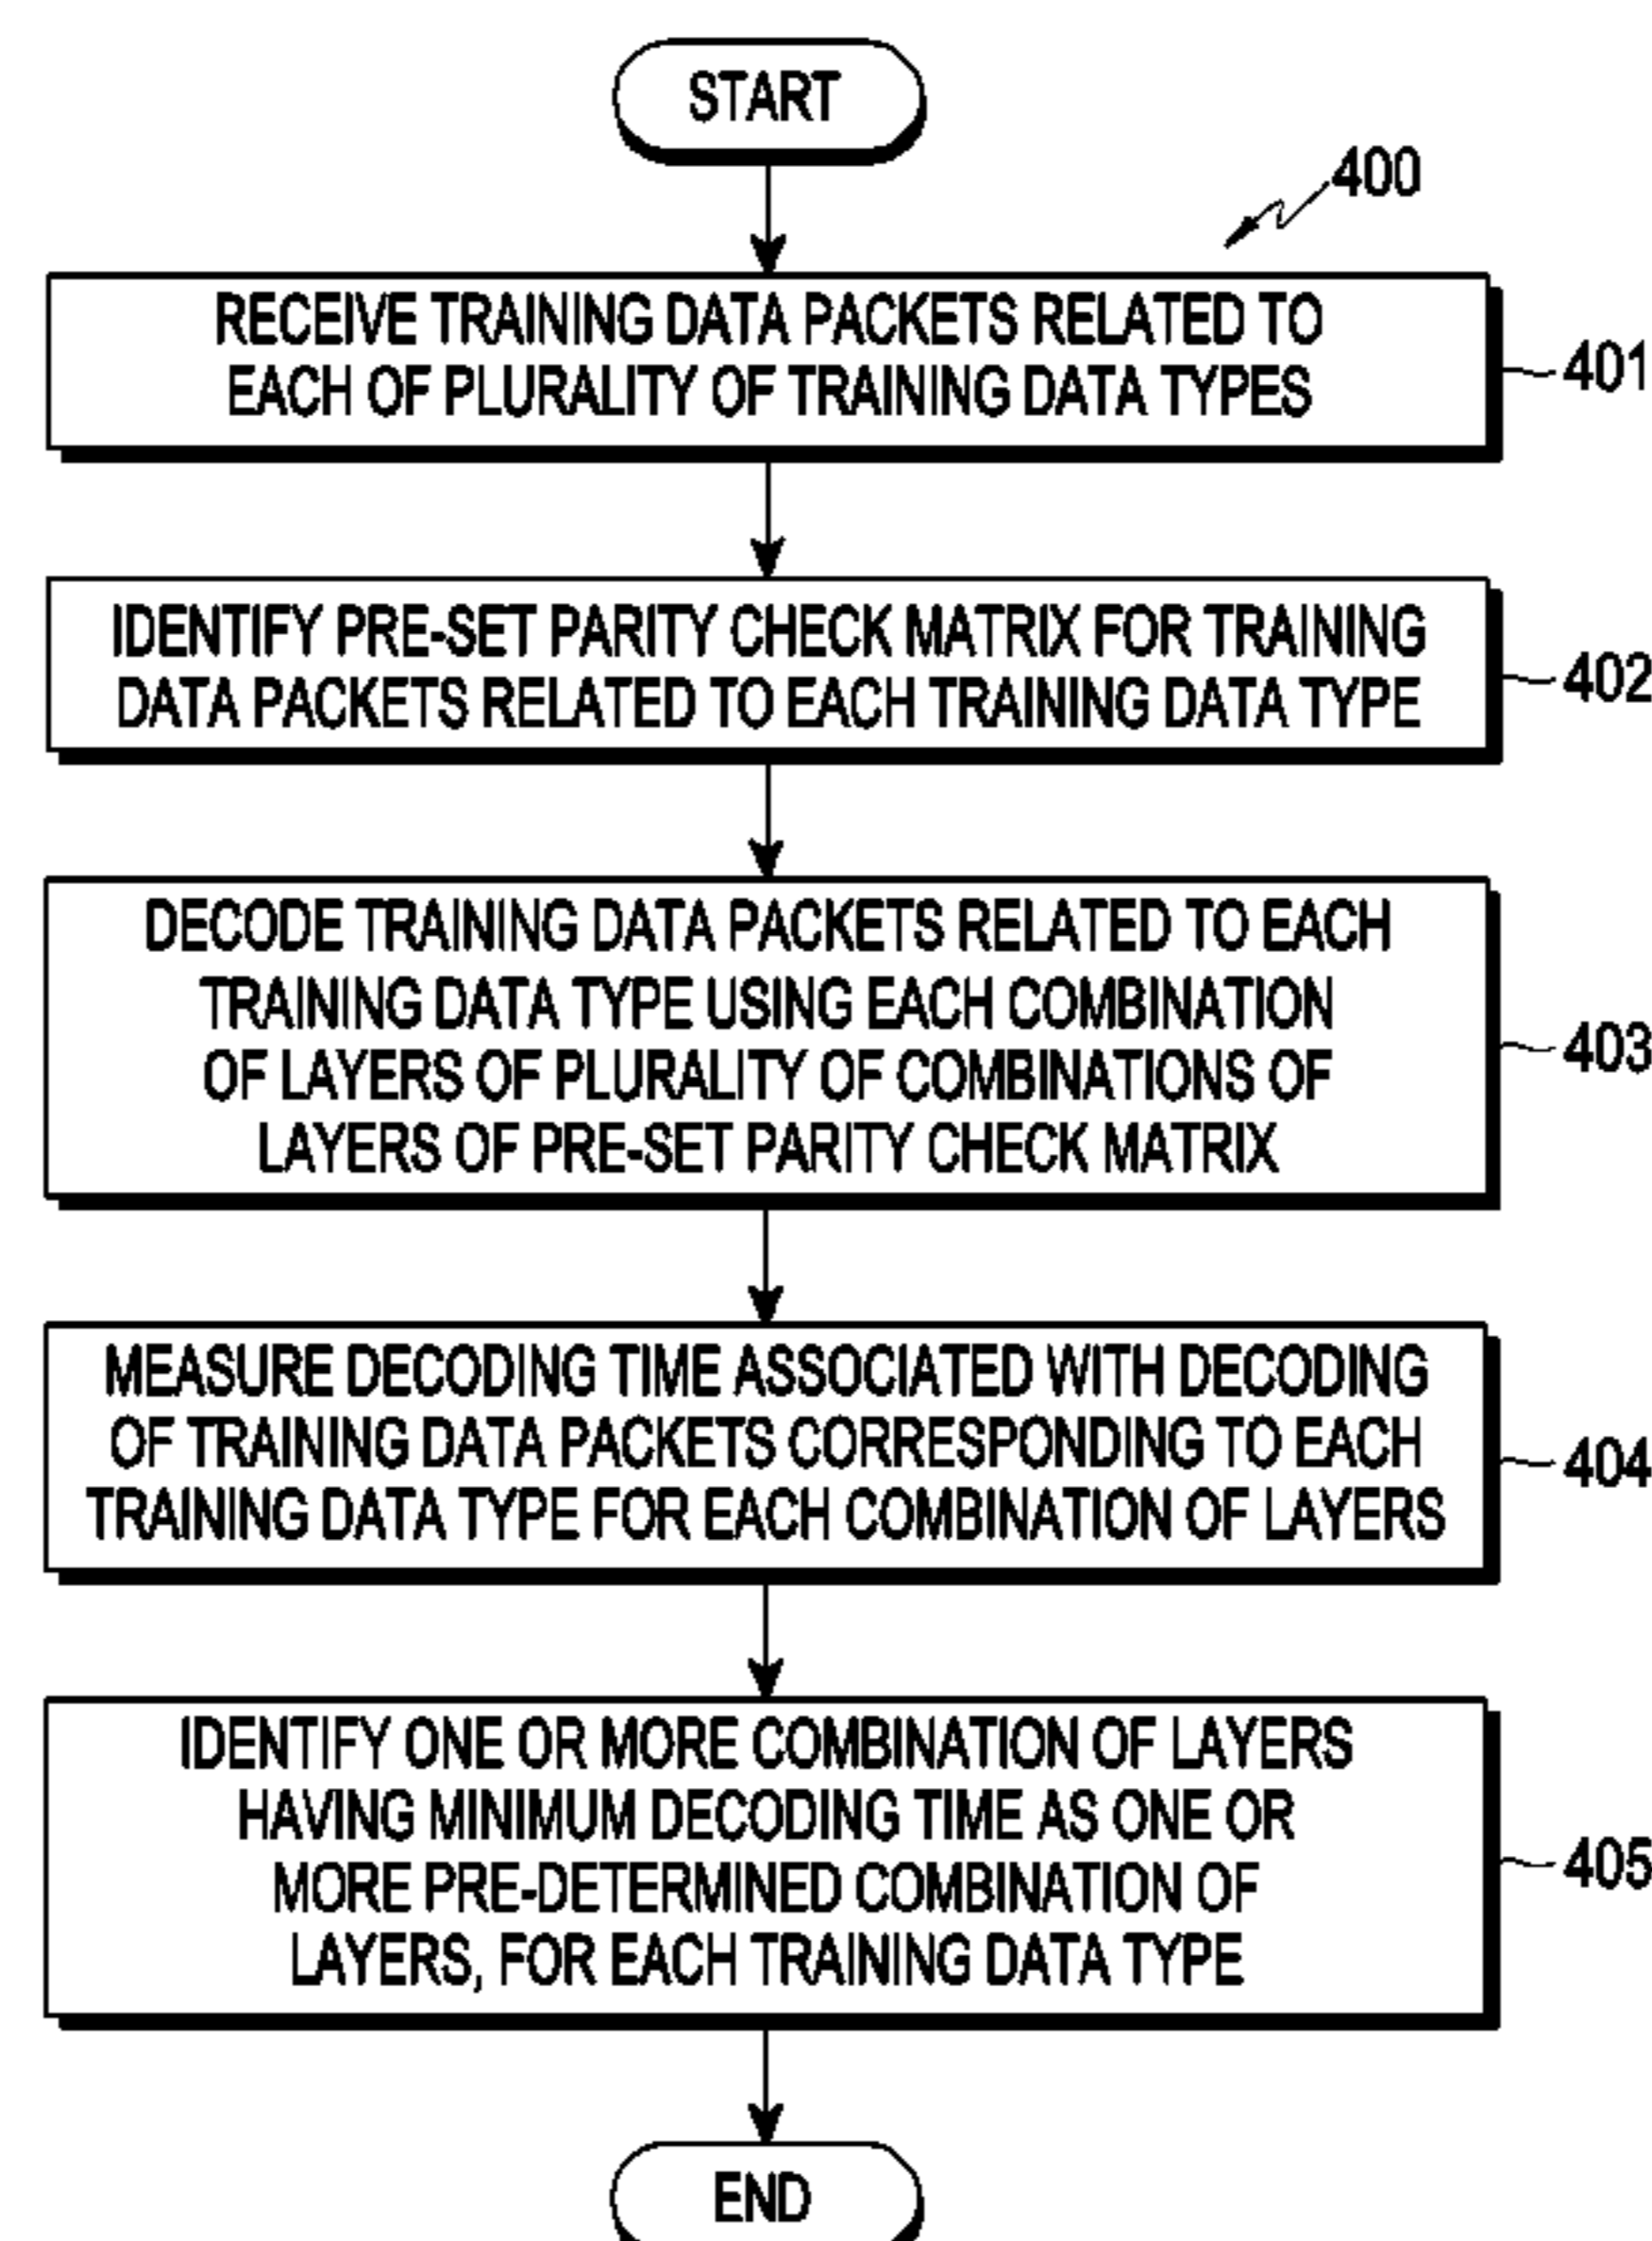 START
400
RECEIVE TRAINING DATA PACKETS RELATED TO
EACH OF PLURALITY OF TRAINING DATA TYPES
401
IDENTIFY PRE-SET PARITY CHECK MATRIX FOR TRAINING
DATA PACKETS RELATED TO EACH TRAINING DATA TYPE
402
DECODE TRAINING DATA PACKETS RELATED TO EACH
TRAINING DATA TYPE USING EACH COMBINATION
OF LAYERS OF PLURALITY OF COMBINATIONS OF
LAYERS OF PRE-SET PARITY CHECK MATRIX
403
MEASURE DECODING TIME ASSOCIATED WITH DECODING
OF TRAINING DATA PACKETS CORRESPONDING TO EACH
TRAINING DATA TYPE FOR EACH COMBINATION OF LAYERS
404
IDENTIFY ONE OR MORE COMBINATION OF LAYERS
HAVING MINIMUM DECODING TIME AS ONE OR
MORE PRE-DETERMINED COMBINATION OF
LAYERS, FOR EACH TRAINING DATA TYPE
405
END